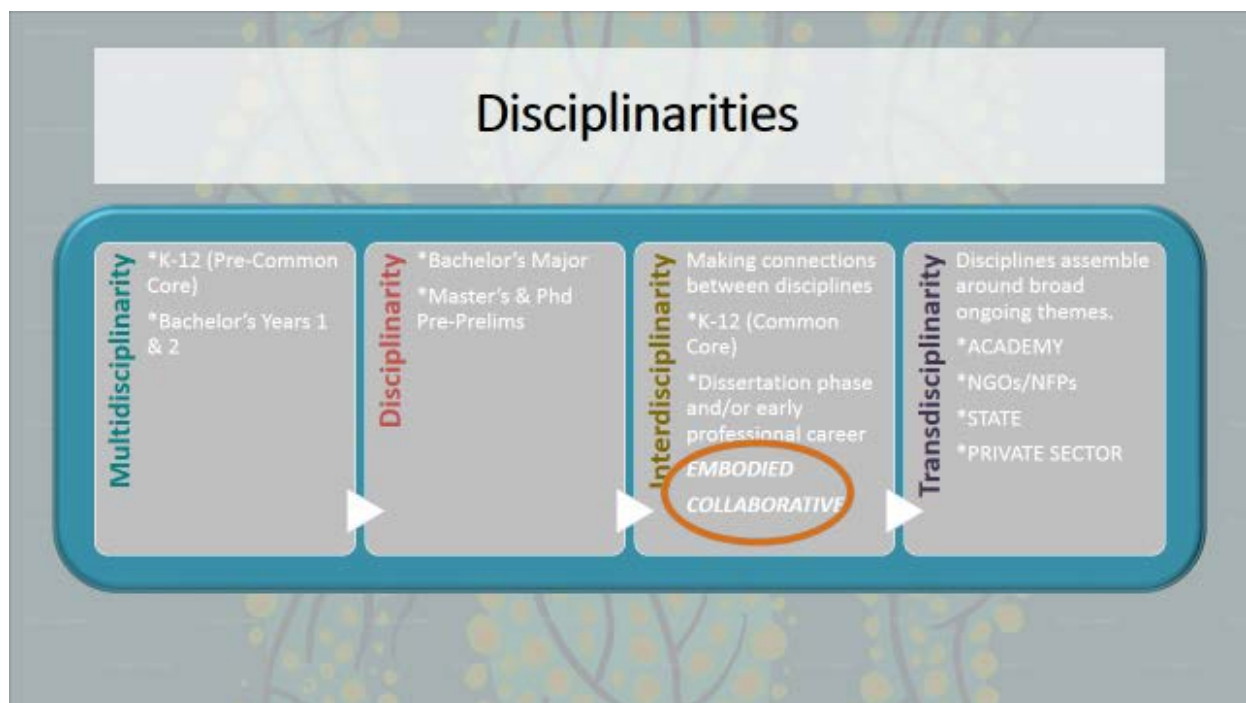 Disciplinarities
Multidisciplinarity
*K-12 (Pre-Common
Core)
*Bachelor's Years 1
& 2
Disciplinarity
*Bachelor's Major
*Master's & Phd
Pre-Prelims
Interdisciplinarity
Making connections
between disciplines
*K-12 (Common
Core)
*Dissertation phase
and/or early
professional career
EMBODIED
COLLABORATIVE
Transdisciplinarity
Disciplines assemble
around broad
ongoing themes.
*ACADEMY
*NGOs/NFPs
*STATE
*PRIVATE SECTOR